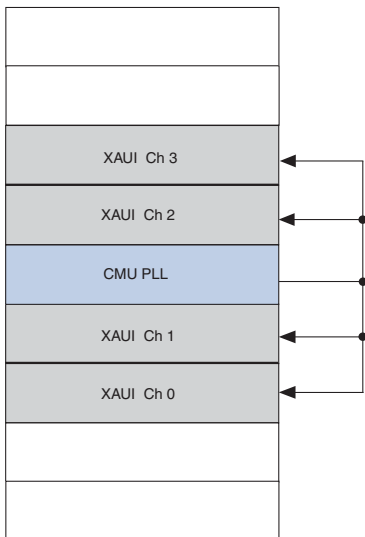 XAUI Ch 3
XAUI Ch 2
CMU PLL
XAUI Ch 1
XAUI Ch 0